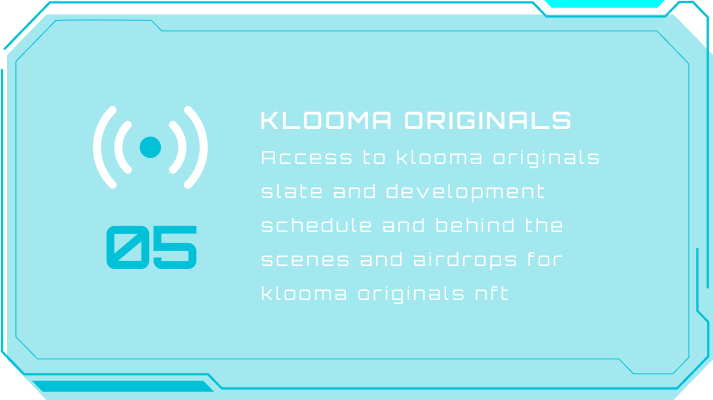 KLOOMA ORIGINALS
Access to klooma originals
slate and development
schedule and behind the
scenes and airdrops for
klooma originals nft
05